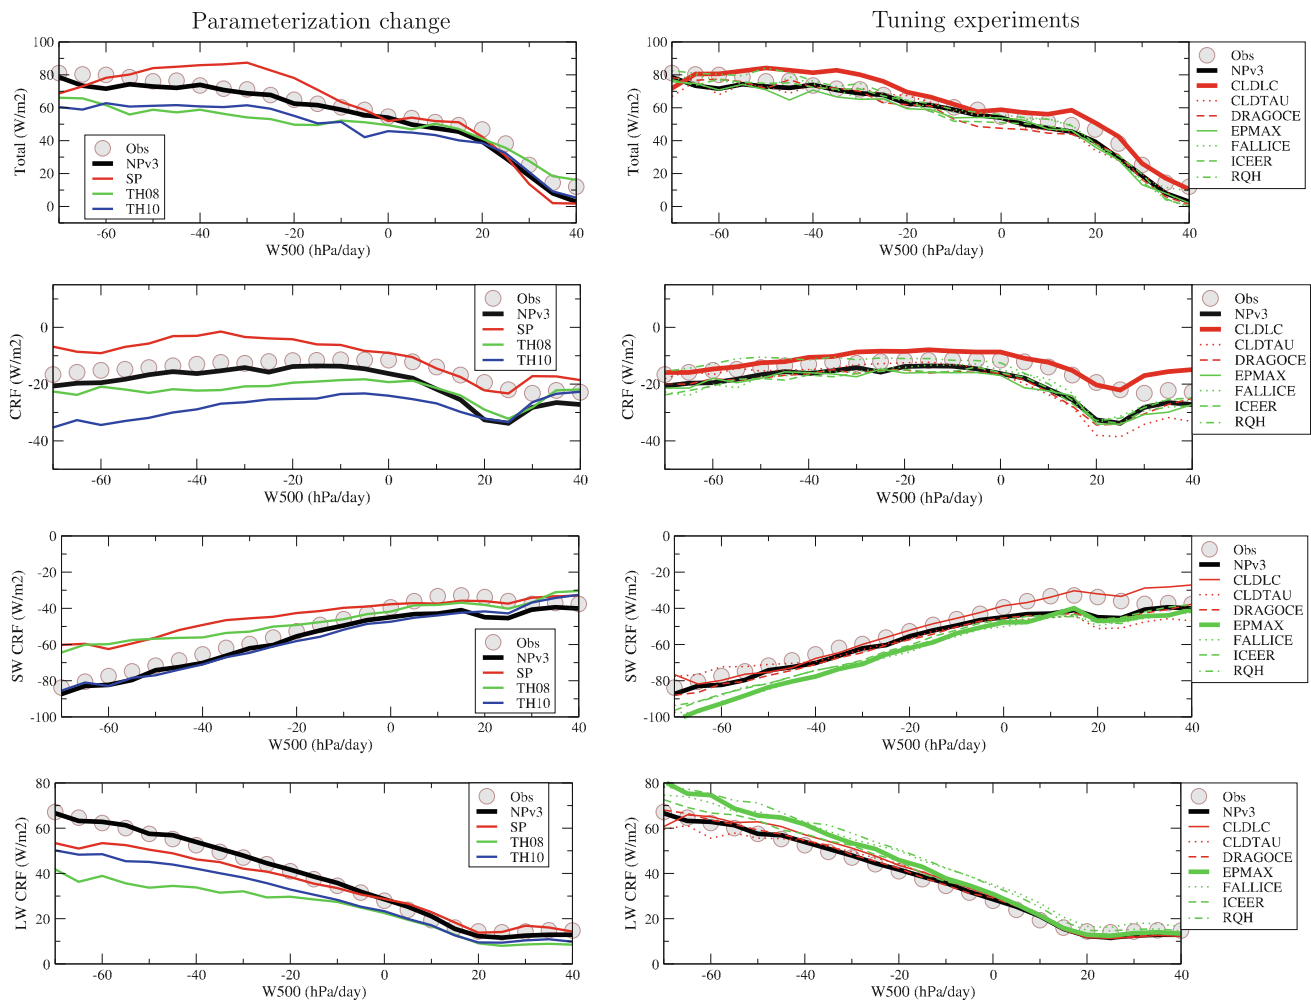 Parameterization change
Tuning experiments
Total (W/m2)
100
80
60
40
20
0
-60
-40
-20
0
20
40
W500 (hPa/day)
Obs
NPv3
SP
TH08
TH10
Total (W/m2)
100
80
60
40
20
0
-60
-40
-20
0
20
40
W500 (hPa/day)
Obs
NPv3
CLDLC
CLDTAU
DRAGOCE
EPMAX
FALLICE
ICEER
RQH
CRF (W/m2)
0
-20
-40
-60
-40
-20
0
20
40
W500 (hPa/day)
Obs
NPv3
SP
TH08
TH10
CRF (W/m2)
0
-20
-40
-60
-40
-20
0
20
40
W500 (hPa/day)
Obs
NPv3
CLDLC
CLDTAU
DRAGOCE
EPMAX
FALLICE
ICEER
RQH
SW CRF (W/m2)
0
-20
-40
-60
-80
-100
-60
-40
-20
0
20
40
W500 (hPa/day)
Obs
NPv3
SP
TH08
TH10
SW CRF (W/m2)
0
-20
-40
-60
-80
-100
-60
-40
-20
0
20
40
W500 (hPa/day)
Obs
NPv3
CLDLC
CLDTAU
DRAGOCE
EPMAX
FALLICE
ICEER
RQH
LW CRF (W/m2)
80
60
40
20
0
-60
-40
-20
0
20
40
W500 (hPa/day)
Obs
NPv3
SP
TH08
TH10
LW CRF (W/m2)
80
60
40
20
0
-60
-40
-20
0
20
40
W500 (hPa/day)
Obs
NPv3
CLDLC
CLDTAU
DRAGOCE
EPMAX
FALLICE
ICEER
RQH